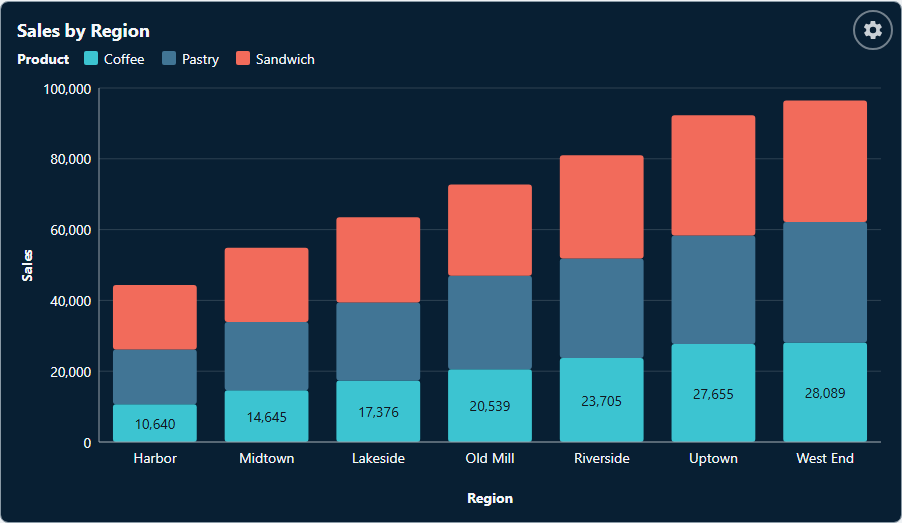 Sales by Region
Product Coffee Pastry Sandwich
100,000
80,000
60,000
40,000
20,000
0
Sales
10,640 14,645 17,376 20,539 23,705 27,655 28,089
Harbor Midtown Lakeside Old Mill Riverside Uptown West End
Region